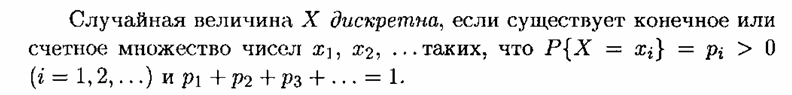 Случайная величина X дискретна, если существует конечное или
счетное множество чисел x₁, x₂, ...таких, что P{X = xᵢ} = pᵢ > 0
(i = 1, 2, ...) и p₁ + p₂ + p₃ + ... = 1.